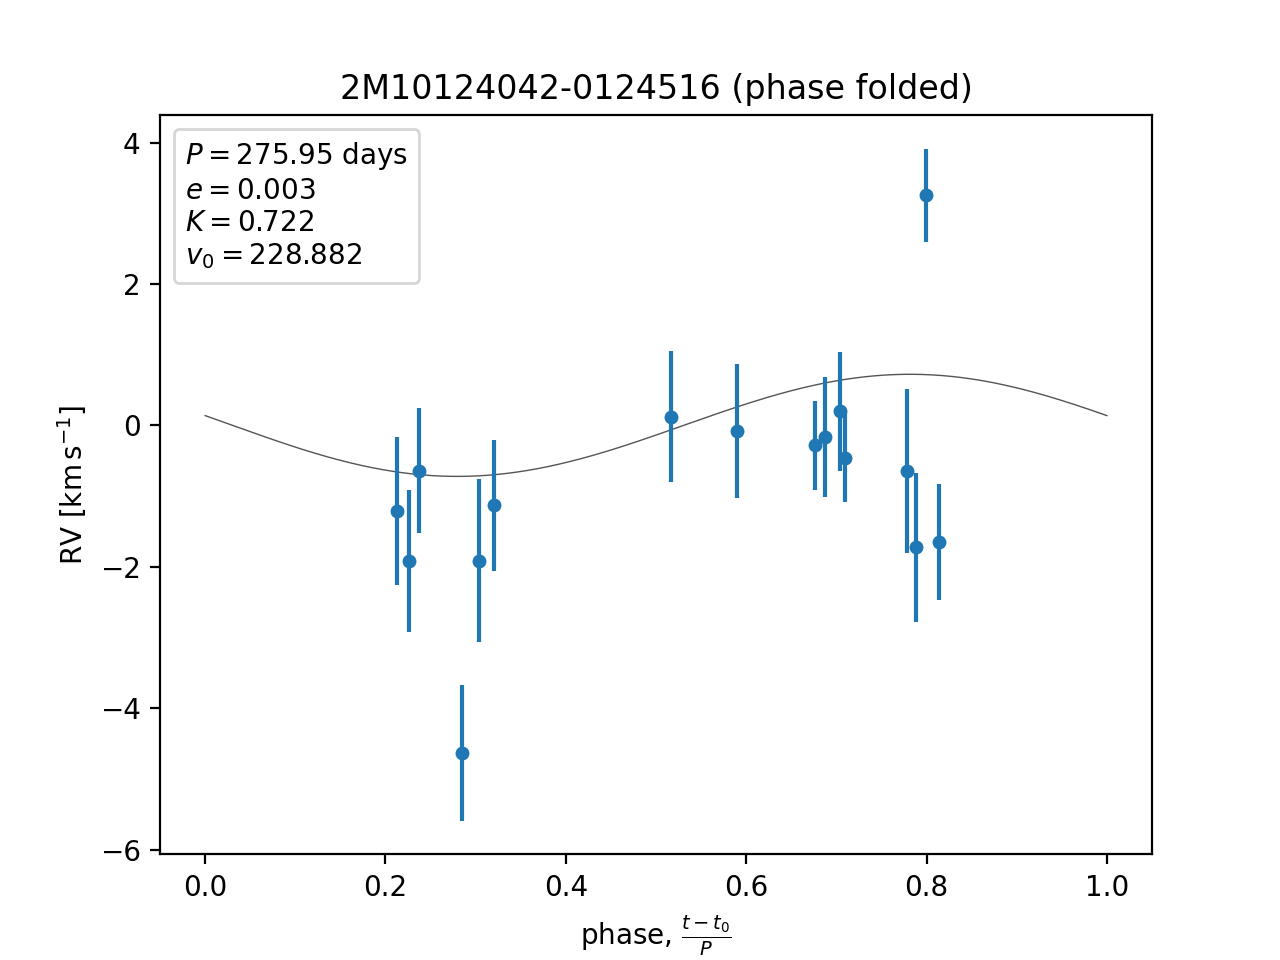 2M10124042-0124516 (phase folded)
P = 275.95 days
e = 0.003
K = 0.722
v₀ = 228.882
4
2
0
−2
−4
−6
RV [km s⁻¹]
0.0 0.2 0.4 0.6 0.8 1.0
phase, (t − t₀)/P